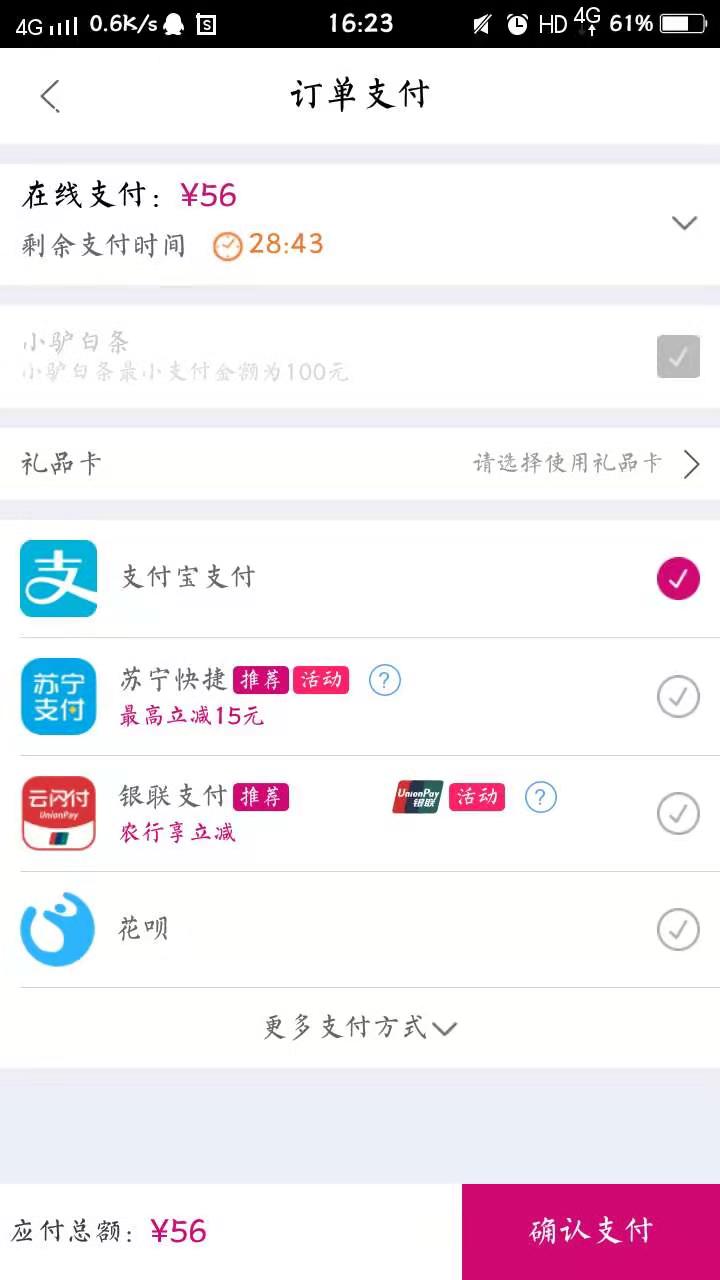 4G 0.6K/s S 16:23 HD 4G 61%
订单支付
在线支付：¥56
剩余支付时间 28:43
小驴白条
小驴白条最小支付金额为100元
礼品卡 请选择使用礼品卡
支 支付宝支付
苏宁支付 苏宁快捷 推荐 活动 ?
最高立减15元
云闪付 UnionPay 银联支付 推荐 UnionPay 银联 活动 ?
农行享立减
花呗
更多支付方式
应付总额：¥56 确认支付